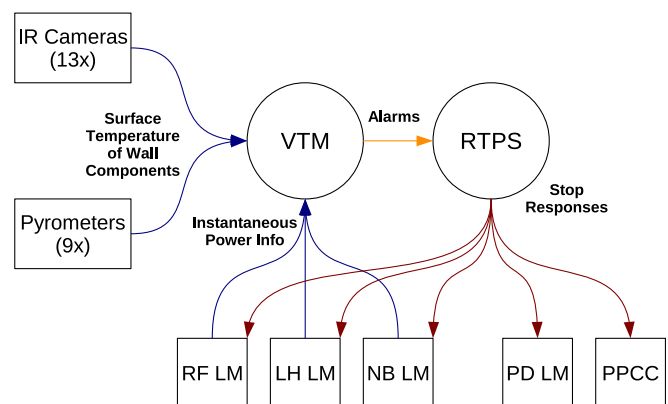 IR Cameras
(13x)
Surface
Temperature
of Wall
Components
Pyrometers
(9x)
VTM
Alarms
RTPS
Instantaneous
Power Info
Stop
Responses
RF LM
LH LM
NB LM
PD LM
PPCC